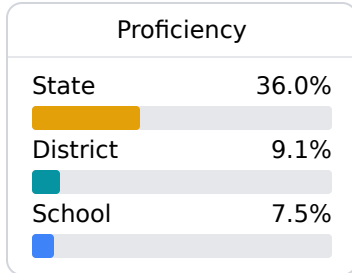 Proficiency
State 36.0%
District 9.1%
School 7.5%